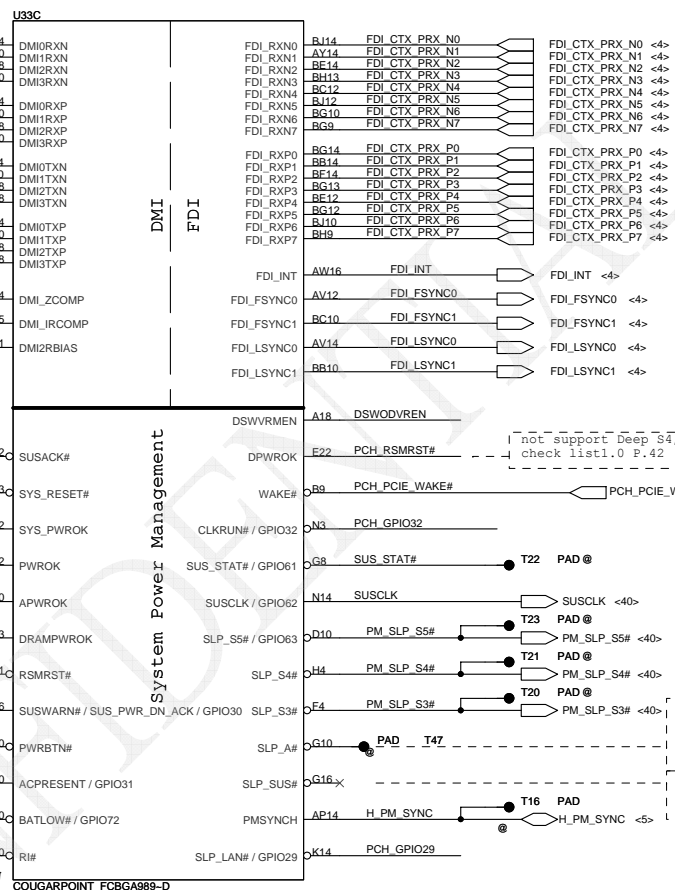 U33C
DMI0RXN
DMI1RXN
DMI2RXN
DMI3RXN
DMI0RXP
DMI1RXP
DMI2RXP
DMI3RXP
DMI0TXN
DMI1TXN
DMI2TXN
DMI3TXN
DMI0TXP
DMI1TXP
DMI2TXP
DMI3TXP
DMI_ZCOMP
DMI_IRCOMP
DMI2RBIAS
DMI
FDI
FDI_RXN0 BJ14 FDI_CTX_PRX_N0 FDI_CTX_PRX_N0 <4>
FDI_RXN1 AY14 FDI_CTX_PRX_N1 FDI_CTX_PRX_N1 <4>
FDI_RXN2 BE14 FDI_CTX_PRX_N2 FDI_CTX_PRX_N2 <4>
FDI_RXN3 BH13 FDI_CTX_PRX_N3 FDI_CTX_PRX_N3 <4>
FDI_RXN4 BC12 FDI_CTX_PRX_N4 FDI_CTX_PRX_N4 <4>
FDI_RXN5 BJ12 FDI_CTX_PRX_N5 FDI_CTX_PRX_N5 <4>
FDI_RXN6 BG10 FDI_CTX_PRX_N6 FDI_CTX_PRX_N6 <4>
FDI_RXN7 BG9 FDI_CTX_PRX_N7 FDI_CTX_PRX_N7 <4>
FDI_RXP0 BG14 FDI_CTX_PRX_P0 FDI_CTX_PRX_P0 <4>
FDI_RXP1 BB14 FDI_CTX_PRX_P1 FDI_CTX_PRX_P1 <4>
FDI_RXP2 BF14 FDI_CTX_PRX_P2 FDI_CTX_PRX_P2 <4>
FDI_RXP3 BG13 FDI_CTX_PRX_P3 FDI_CTX_PRX_P3 <4>
FDI_RXP4 BE12 FDI_CTX_PRX_P4 FDI_CTX_PRX_P4 <4>
FDI_RXP5 BG12 FDI_CTX_PRX_P5 FDI_CTX_PRX_P5 <4>
FDI_RXP6 BJ10 FDI_CTX_PRX_P6 FDI_CTX_PRX_P6 <4>
FDI_RXP7 BH9 FDI_CTX_PRX_P7 FDI_CTX_PRX_P7 <4>
FDI_INT AW16 FDI_INT FDI_INT <4>
FDI_FSYNC0 AV12 FDI_FSYNC0 FDI_FSYNC0 <4>
FDI_FSYNC1 BC10 FDI_FSYNC1 FDI_FSYNC1 <4>
FDI_LSYNC0 AV14 FDI_LSYNC0 FDI_LSYNC0 <4>
FDI_LSYNC1 BB10 FDI_LSYNC1 FDI_LSYNC1 <4>
System Power Management
DSWVRMEN A18 DSWODVREN
SUSACK# DPWROK E22 PCH_RSMRST#
not support Deep S4,
check list1.0 P.42
SYS_RESET# WAKE# B9 PCH_PCIE_WAKE# PCH_PCIE_W
SYS_PWROK CLKRUN# / GPIO32 N3 PCH_GPIO32
PWROK SUS_STAT# / GPIO61 G8 SUS_STAT# T22 PAD @
APWROK SUSCLK / GPIO62 N14 SUSCLK SUSCLK <40>
T23 PAD @
DRAMPWROK SLP_S5# / GPIO63 D10 PM_SLP_S5# PM_SLP_S5# <40>
T21 PAD @
RSMRST# SLP_S4# H4 PM_SLP_S4# PM_SLP_S4# <40>
T20 PAD @
SUSWARN# / SUS_PWR_DN_ACK / GPIO30 SLP_S3# F4 PM_SLP_S3# PM_SLP_S3# <40>
PWRBTN# SLP_A# G10 @ PAD T47
ACPRESENT / GPIO31 SLP_SUS# G16
T16 PAD
BATLOW# / GPIO72 PMSYNCH AP14 H_PM_SYNC @ H_PM_SYNC <5>
RI# SLP_LAN# / GPIO29 K14 PCH_GPIO29
COUGARPOINT_FCBGA989~D